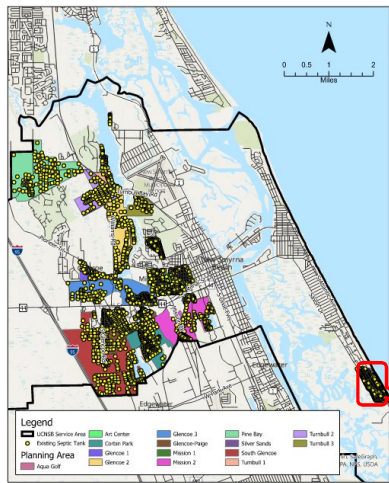 N
0 0.5 1 2
Miles
New Smyrna
Beach
Edgewater
Edgewater
Legend
UCNSB Service Area
Existing Septic Tank
Planning Area
Aqua Golf
Art Center
Corbin Park
Glencoe 1
Glencoe 2
Glencoe 3
Glencoe-Paige
Mission 1
Mission 2
Pine Bay
Silver Sands
South Glencoe
Turnbull 1
Turnbull 2
Turnbull 3